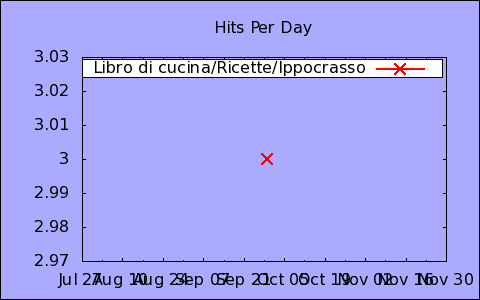 Hits Per Day
3.03
Libro di cucina/Ricette/Ippocrasso
3.02
3.01
3
2.99
2.98
2.97
Jul 27 Aug 10 Aug 24 Sep 07 Sep 21 Oct 05 Oct 19 Nov 02 Nov 16 Nov 30